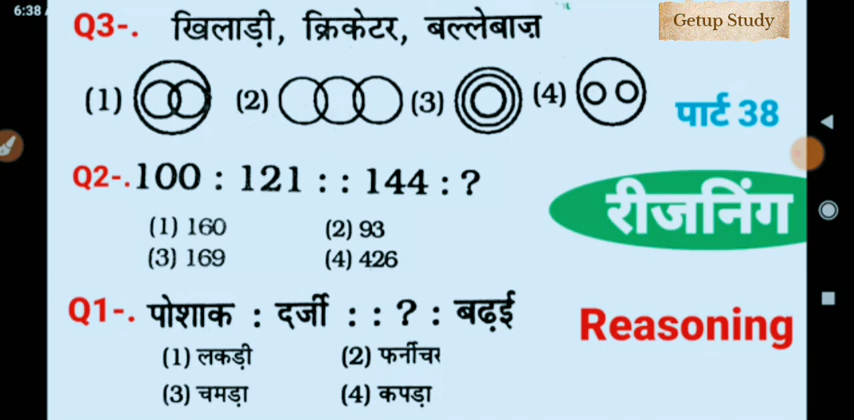 6:38
Getup Study
Q3-. खिलाड़ी, क्रिकेटर, बल्लेबाज़
(1) (2) (3) (4)
पार्ट 38
Q2-.100 : 121 : : 144 : ?
(1) 160 (2) 93
(3) 169 (4) 426
रीजनिंग
Q1-. पोशाक : दर्जी : : ? : बढ़ई
Reasoning
(1) लकड़ी (2) फर्नीचर
(3) चमड़ा (4) कपड़ा